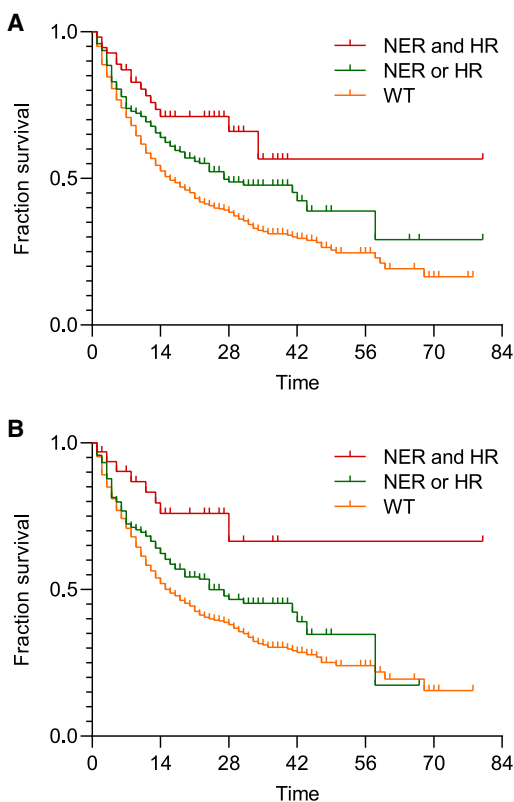 A
1.0
0.5
0.0
Fraction survival
NER and HR
NER or HR
WT
0 14 28 42 56 70 84
Time
B
1.0
0.5
0.0
Fraction survival
NER and HR
NER or HR
WT
0 14 28 42 56 70 84
Time